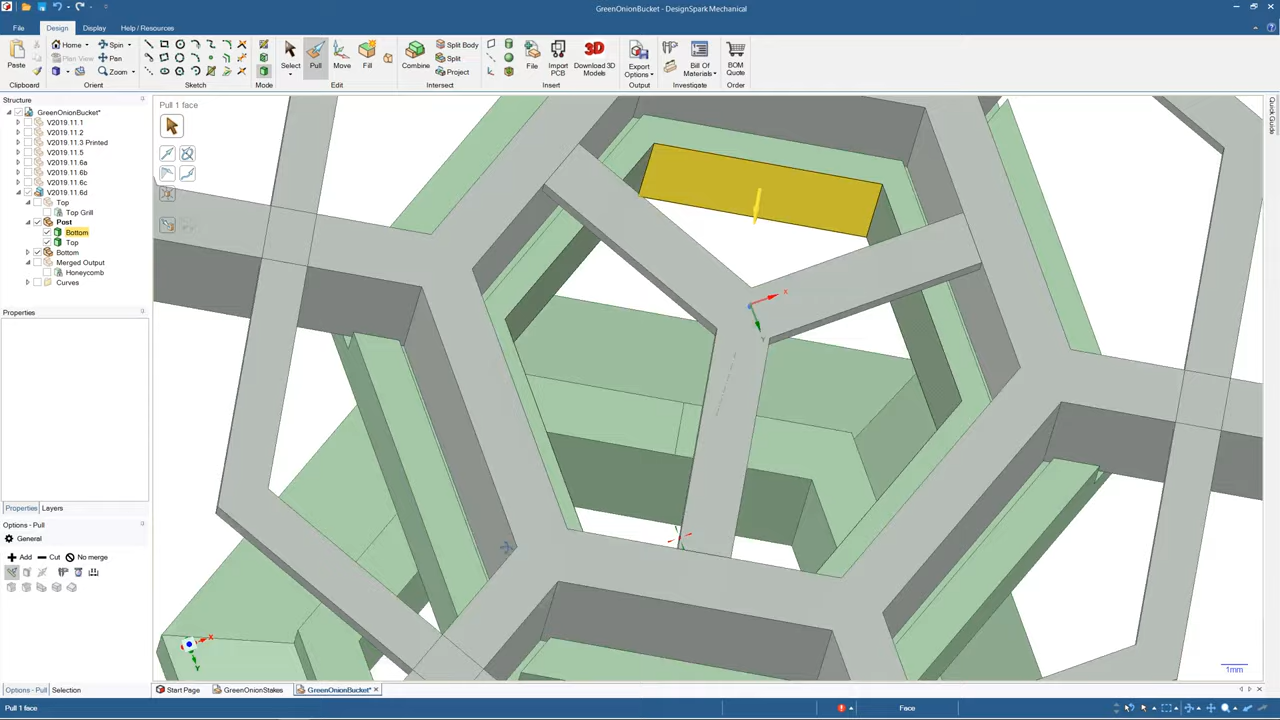 GreenOnionBucket - DesignSpark Mechanical
File Design Display Help / Resources
Paste
Home
Plan View
Spin
Pan
Zoom
Select
Pull
Move
Fill
Combine
Split Body
Split
Project
File
Import
PCB
Download 3D
Models
3D
Export
Options
Bill Of
Materials
BOM
Quote
Clipboard Orient Sketch Mode Edit Intersect Insert Output Investigate Order
Structure
GreenOnionBucket*
V2019.11.1
V2019.11.2
V2019.11.3 Printed
V2019.11.5
V2019.11.6a
V2019.11.6b
V2019.11.6c
V2019.11.6d
Top
Top Grill
Post
Bottom
Top
Bottom
Merged Output
Honeycomb
Curves
Properties
Properties Layers
Options - Pull
General
Add Cut No merge
Options - Pull Selection
Pull 1 face
X
Y
X
Y
1mm
Quick Guide
Start Page GreenOnionStakes GreenOnionBucket*
Pull 1 face
Face